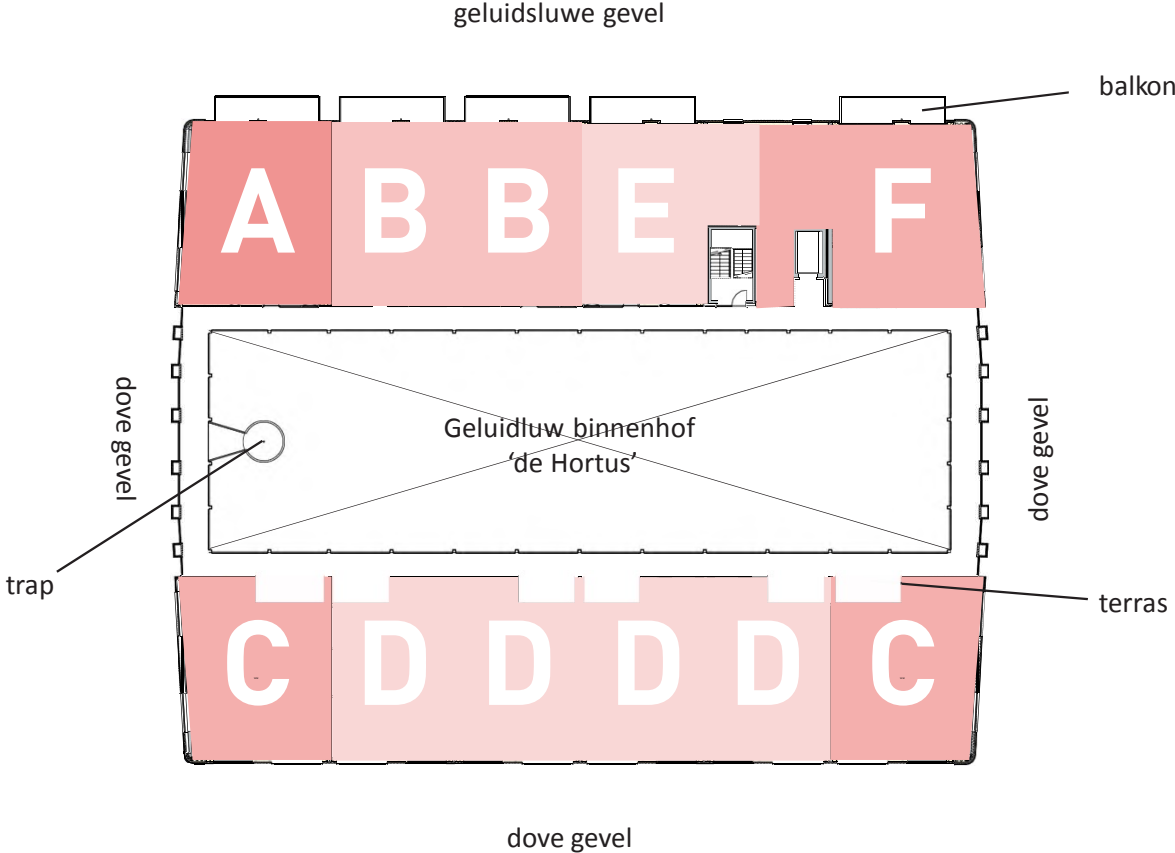 geluidsluwe gevel
balkon
A B B E F
dove gevel
Geluidluw binnenhof
‘de Hortus’
dove gevel
trap
terras
C D D D D C
dove gevel